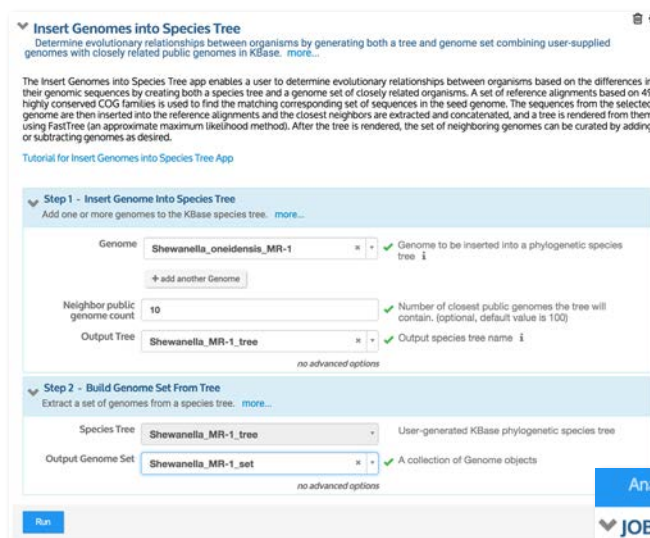 Insert Genomes into Species Tree
Determine evolutionary relationships between organisms by generating both a tree and genome set combining user-supplied
genomes with closely related public genomes in KBase. more...
The Insert Genomes into Species Tree app enables a user to determine evolutionary relationships between organisms based on the differences in
their genomic sequences by creating both a species tree and a genome set of closely related organisms. A set of reference alignments based on 49
highly conserved COG families is used to find the matching corresponding set of sequences in the seed genome. The sequences from the selected
genome are then inserted into the reference alignments and the closest neighbors are extracted and concatenated, and a tree is rendered from them
using FastTree (an approximate maximum likelihood method). After the tree is rendered, the set of neighboring genomes can be curated by adding
or subtracting genomes as desired.
Tutorial for Insert Genomes into Species Tree App
Step 1 - Insert Genome Into Species Tree
Add one or more genomes to the KBase species tree. more...
Genome Shewanella_oneidensis_MR-1 Genome to be inserted into a phylogenetic species
tree i
+ add another Genome
Neighbor public
genome count 10 Number of closest public genomes the tree will
contain. (optional, default value is 100)
Output Tree Shewanella_MR-1_tree Output species tree name i
no advanced options
Step 2 - Build Genome Set From Tree
Extract a set of genomes from a species tree. more...
Species Tree Shewanella_MR-1_tree User-generated KBase phylogenetic species tree
Output Genome Set Shewanella_MR-1_set A collection of Genome objects
no advanced options
Run